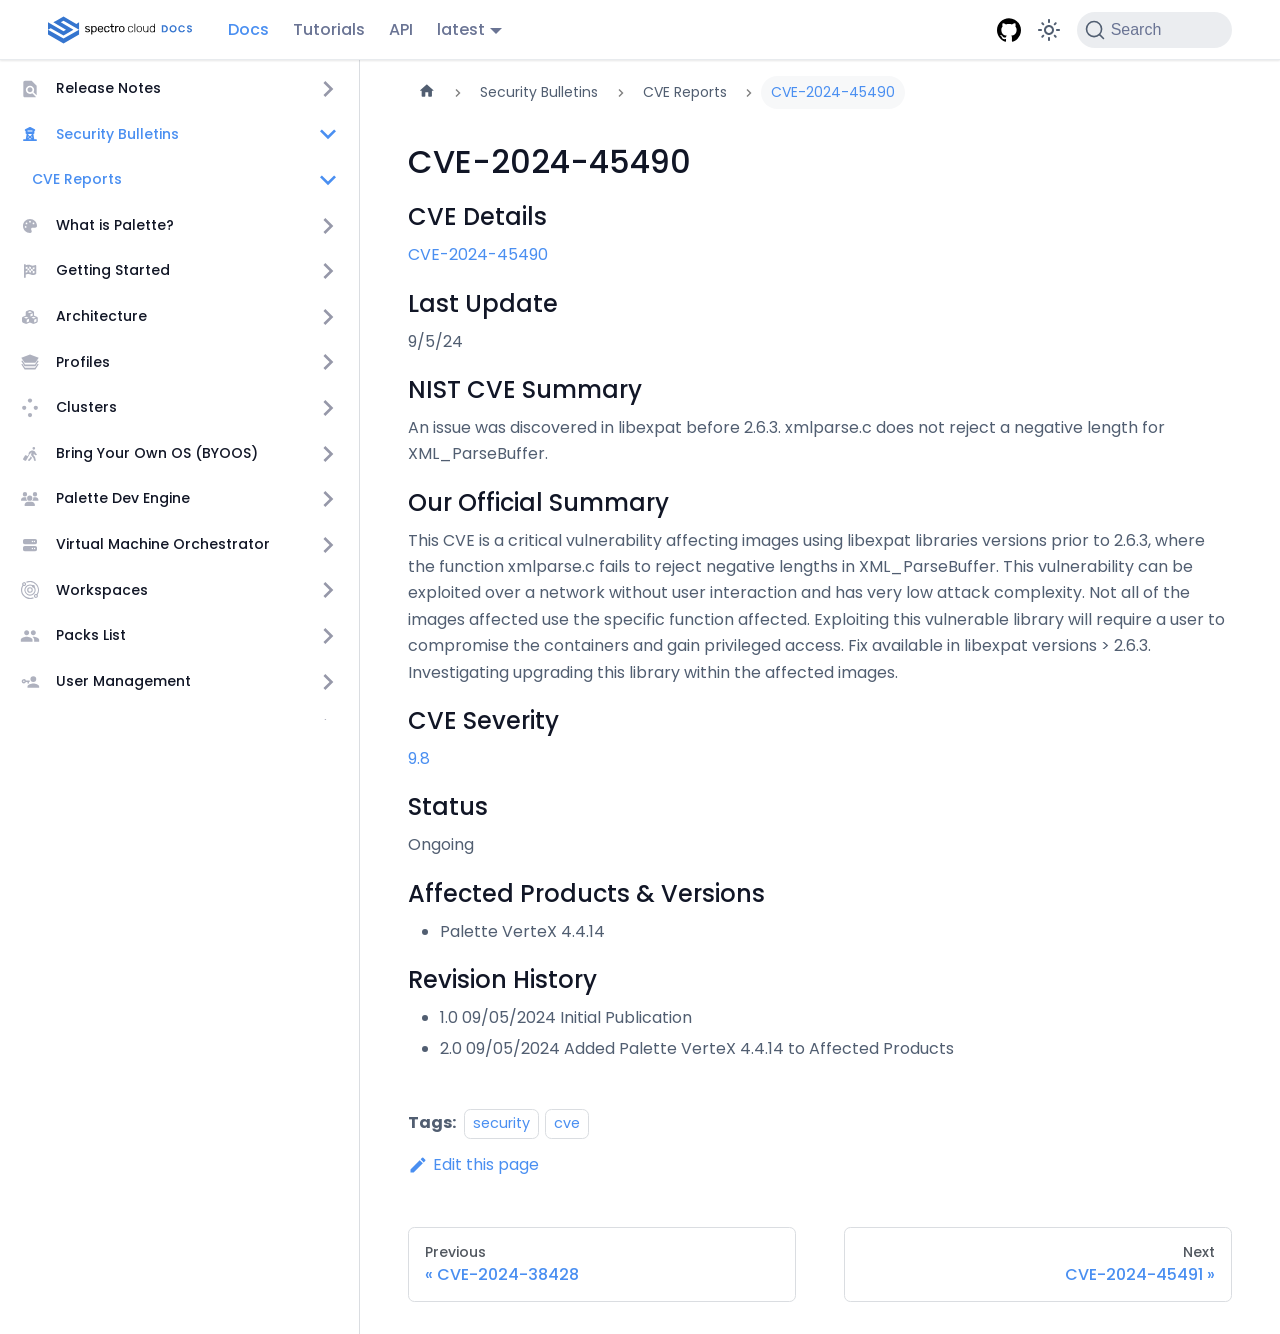 spectro cloud DOCS
Docs
Tutorials
API
latest
Search
Release Notes
Security Bulletins
CVE Reports
What is Palette?
Getting Started
Architecture
Profiles
Clusters
Bring Your Own OS (BYOOS)
Palette Dev Engine
Virtual Machine Orchestrator
Workspaces
Packs List
User Management
Security Bulletins
CVE Reports
CVE-2024-45490
CVE-2024-45490
CVE Details
CVE-2024-45490
Last Update
9/5/24
NIST CVE Summary
An issue was discovered in libexpat before 2.6.3. xmlparse.c does not reject a negative length for
XML_ParseBuffer.
Our Official Summary
This CVE is a critical vulnerability affecting images using libexpat libraries versions prior to 2.6.3, where
the function xmlparse.c fails to reject negative lengths in XML_ParseBuffer. This vulnerability can be
exploited over a network without user interaction and has very low attack complexity. Not all of the
images affected use the specific function affected. Exploiting this vulnerable library will require a user to
compromise the containers and gain privileged access. Fix available in libexpat versions > 2.6.3.
Investigating upgrading this library within the affected images.
CVE Severity
9.8
Status
Ongoing
Affected Products & Versions
• Palette VerteX 4.4.14
Revision History
• 1.0 09/05/2024 Initial Publication
• 2.0 09/05/2024 Added Palette VerteX 4.4.14 to Affected Products
Tags: security cve
Edit this page
Previous
« CVE-2024-38428
Next
CVE-2024-45491 »